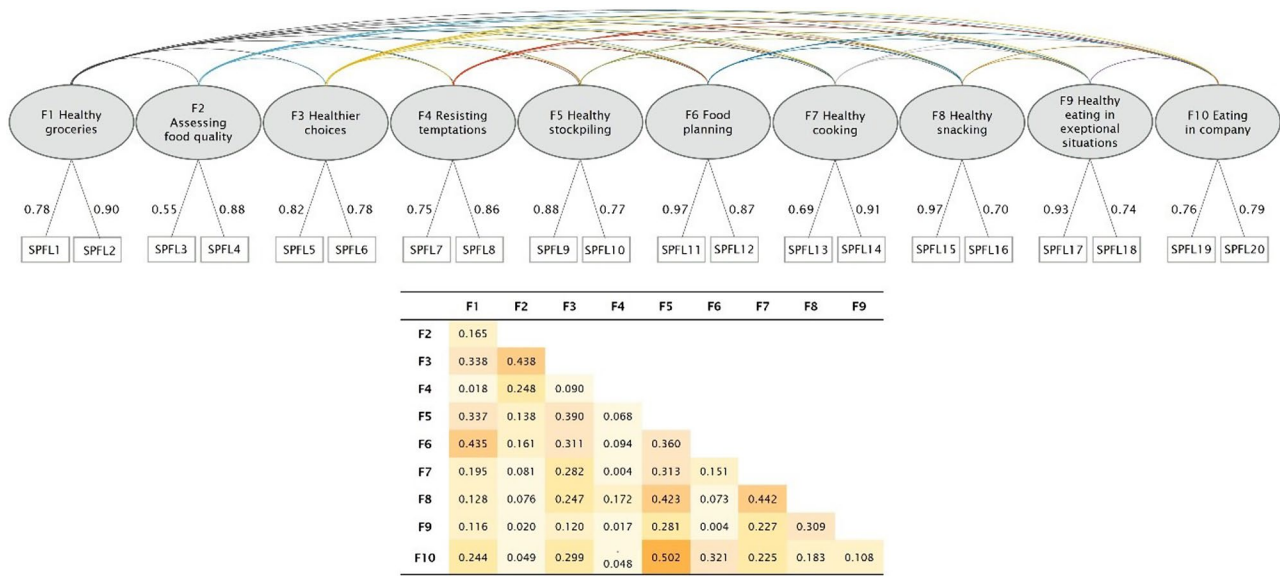 F1 Healthy
groceries
F2
Assessing
food quality
F3 Healthier
choices
F4 Resisting
temptations
F5 Healthy
stockpiling
F6 Food
planning
F7 Healthy
cooking
F8 Healthy
snacking
F9 Healthy
eating in
exeptional
situations
F10 Eating
in company
0.78 0.90 0.55 0.88 0.82 0.78 0.75 0.86 0.88 0.77 0.97 0.87 0.69 0.91 0.97 0.70 0.93 0.74 0.76 0.79
SPFL1 SPFL2 SPFL3 SPFL4 SPFL5 SPFL6 SPFL7 SPFL8 SPFL9 SPFL10 SPFL11 SPFL12 SPFL13 SPFL14 SPFL15 SPFL16 SPFL17 SPFL18 SPFL19 SPFL20
F1 F2 F3 F4 F5 F6 F7 F8 F9
F2 0.165
F3 0.338 0.438
F4 0.018 0.248 0.090
F5 0.337 0.138 0.390 0.068
F6 0.435 0.161 0.311 0.094 0.360
F7 0.195 0.081 0.282 0.004 0.313 0.151
F8 0.128 0.076 0.247 0.172 0.423 0.073 0.442
F9 0.116 0.020 0.120 0.017 0.281 0.004 0.227 0.309
F10 0.244 0.049 0.299 -0.048 0.502 0.321 0.225 0.183 0.108